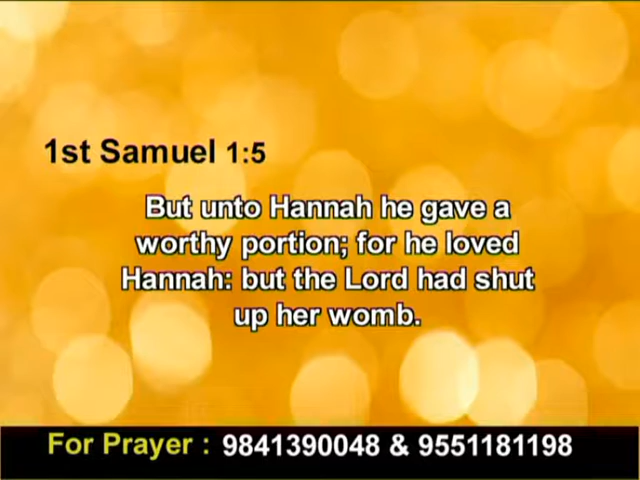 1st Samuel 1:5
But unto Hannah he gave a
worthy portion; for he loved
Hannah: but the Lord had shut
up her womb.
For Prayer : 9841390048 & 9551181198